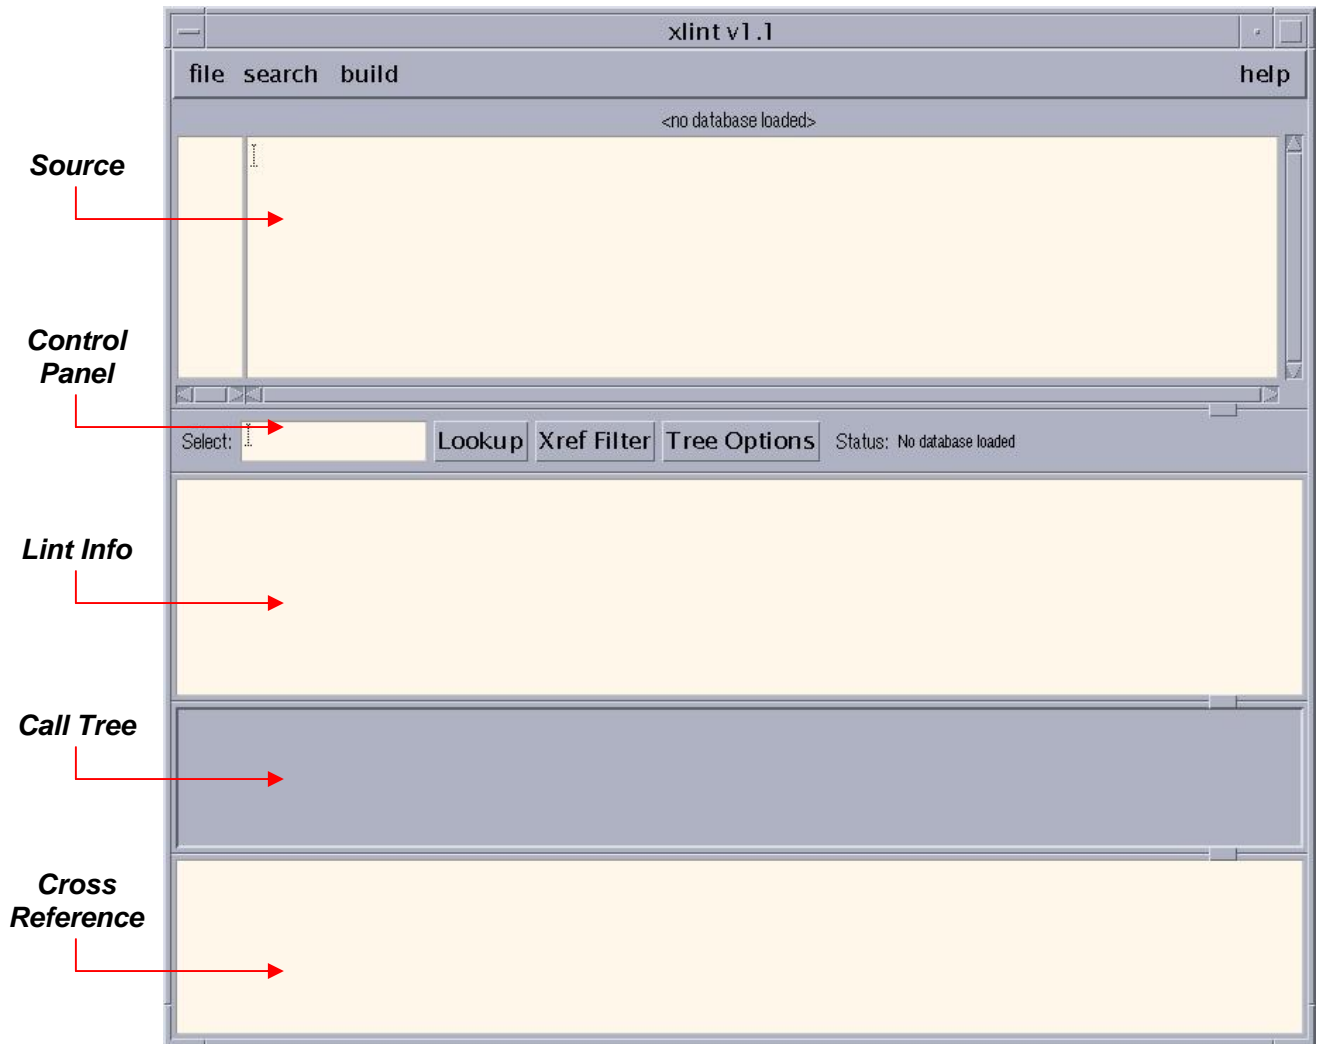 xlint v1.1
file search build help
<no database loaded>
Source
Control
Panel
Select: Lookup Xref Filter Tree Options Status: No database loaded
Lint Info
Call Tree
Cross
Reference